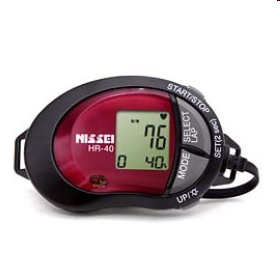 START/STOP
NISSEI
HR-40
76
0 40
SELECT
LAP
MODE
SET(2 sec)
UP/